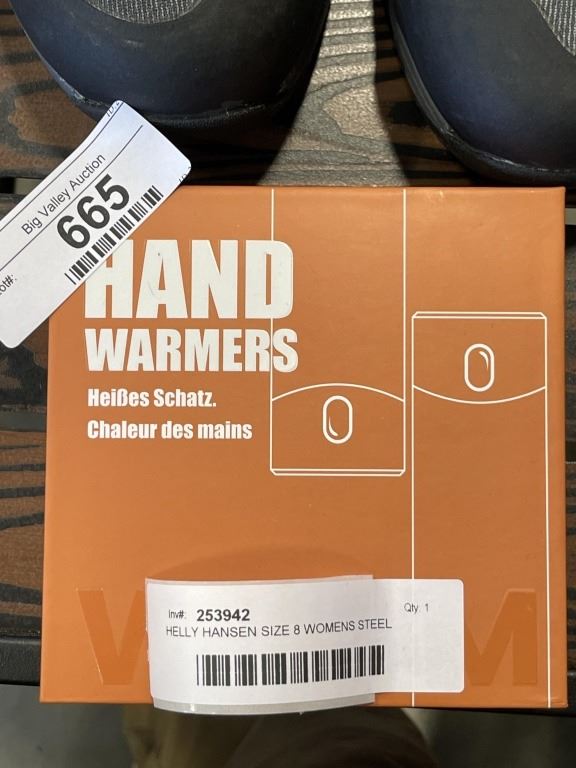 Big Valley Auction
665
HAND
WARMERS
Heißes Schatz.
Chaleur des mains
Inv#: 253942
Qty: 1
HELLY HANSEN SIZE 8 WOMENS STEEL